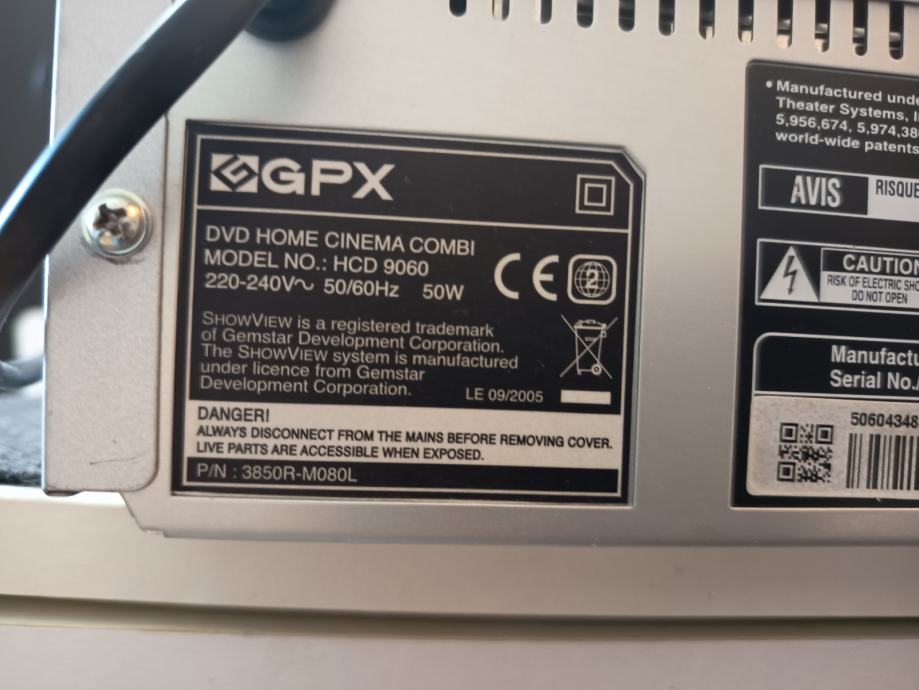 GPX
DVD HOME CINEMA COMBI
MODEL NO.: HCD 9060
220-240V~ 50/60Hz 50W
CE
2
SHOWVIEW is a registered trademark
of Gemstar Development Corporation.
The SHOWVIEW system is manufactured
under licence from Gemstar
Development Corporation.
LE 09/2005
DANGER!
ALWAYS DISCONNECT FROM THE MAINS BEFORE REMOVING COVER.
LIVE PARTS ARE ACCESSIBLE WHEN EXPOSED.
P/N : 3850R-M080L
• Manufactured
Theater Systems,
5,956,674, 5,974,38
world-wide patents
AVIS
RISQUE
CAUTION
RISK OF ELECTRIC
DO NOT OPEN
Serial No.
50604348